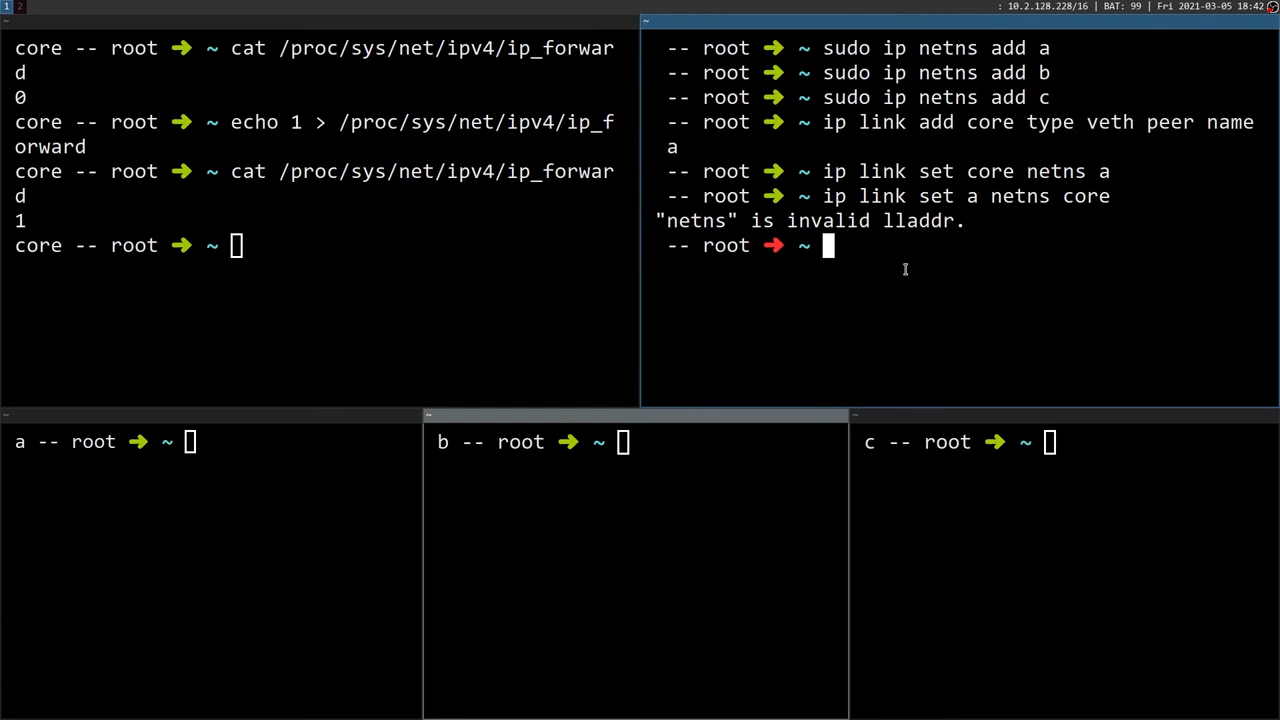 1 2
: 10.2.128.228/16 | BAT: 99 | Fri 2021-03-05 18:42
~
core -- root ➜ ~ cat /proc/sys/net/ipv4/ip_forwar
d
0
core -- root ➜ ~ echo 1 > /proc/sys/net/ipv4/ip_f
orward
core -- root ➜ ~ cat /proc/sys/net/ipv4/ip_forwar
d
1
core -- root ➜ ~
~
-- root ➜ ~ sudo ip netns add a
-- root ➜ ~ sudo ip netns add b
-- root ➜ ~ sudo ip netns add c
-- root ➜ ~ ip link add core type veth peer name
a
-- root ➜ ~ ip link set core netns a
-- root ➜ ~ ip link set a netns core
"netns" is invalid lladdr.
-- root ➜ ~
~
a -- root ➜ ~
~
b -- root ➜ ~
~
c -- root ➜ ~